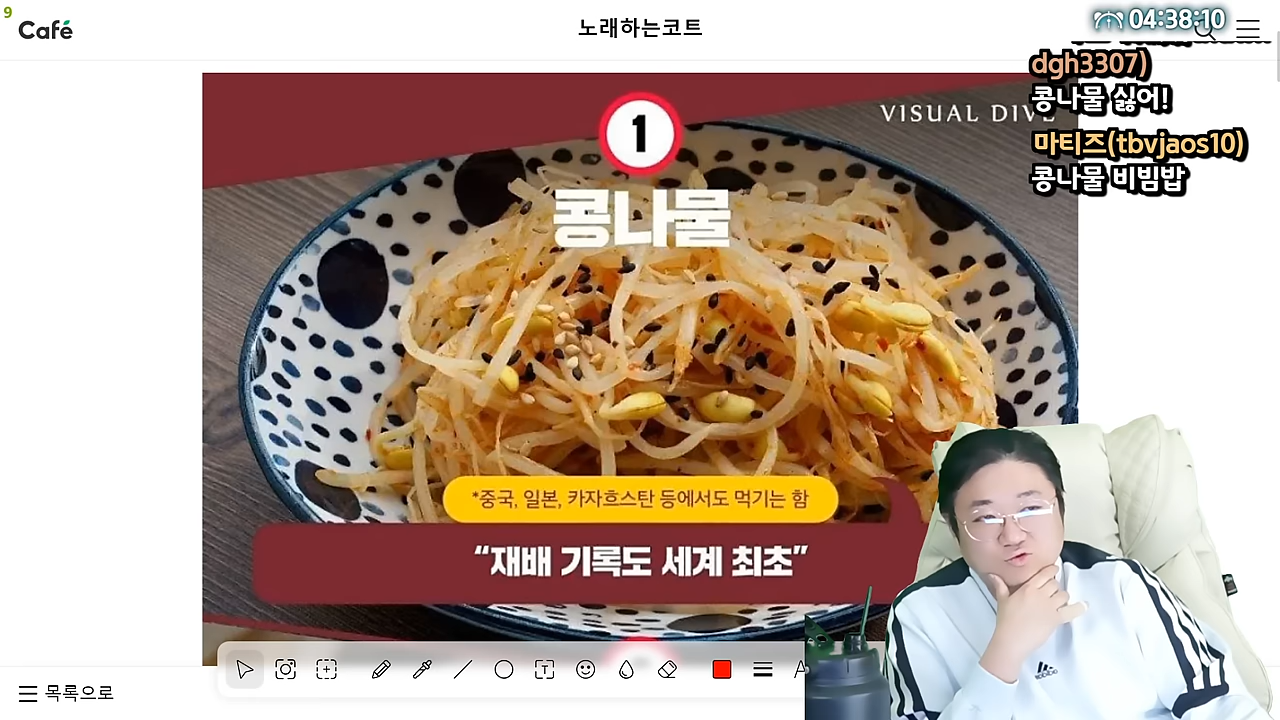 9
Café
노래하는코트
04:38:10
dgh3307)
콩나물 싫어!
마티즈(tbvjaos10)
콩나물 비빔밥
VISUAL DIVE
1
콩나물
*중국, 일본, 카자흐스탄 등에서도 먹기는 함
“재배 기록도 세계 최초”
목록으로